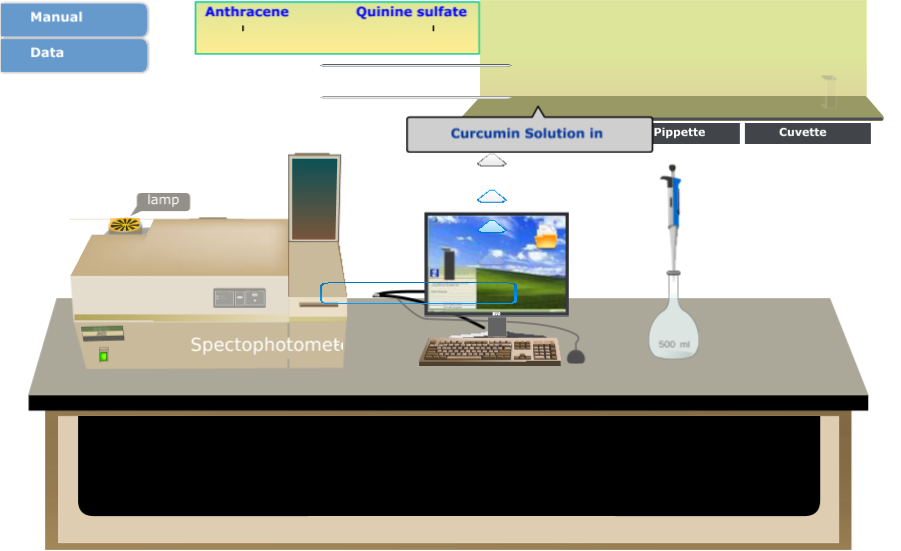 Manual
Data
Anthracene
Quinine sulfate
Curcumin Solution in
Pippette
Cuvette
lamp
Spectophotomete
500 ml